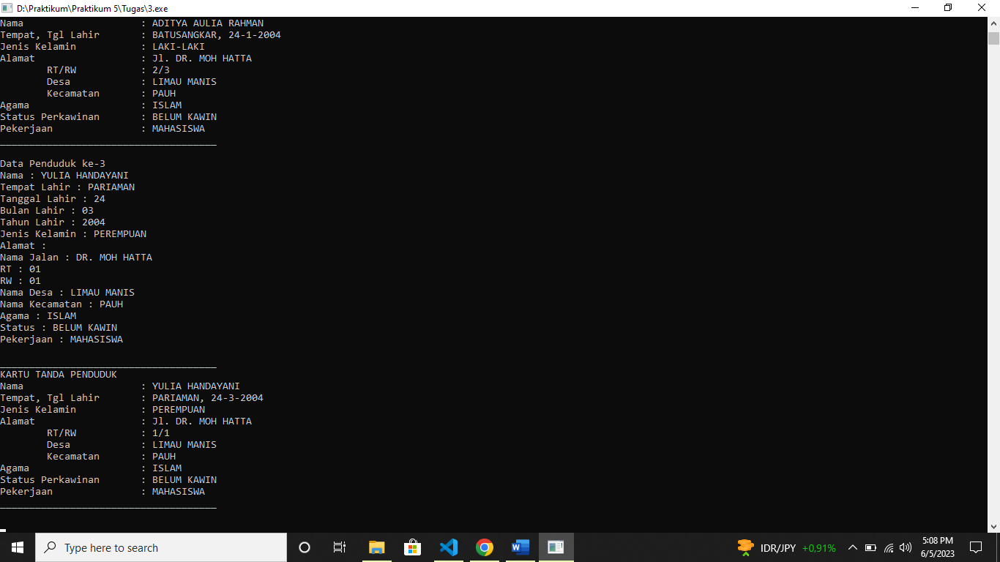 D:\Praktikum\Praktikum 5\Tugas\3.exe
Nama                    : ADITYA AULIA RAHMAN
Tempat, Tgl Lahir       : BATUSANGKAR, 24-1-2004
Jenis Kelamin           : LAKI-LAKI
Alamat                  : Jl. DR. MOH HATTA
        RT/RW           : 2/3
        Desa            : LIMAU MANIS
        Kecamatan       : PAUH
Agama                   : ISLAM
Status Perkawinan       : BELUM KAWIN
Pekerjaan               : MAHASISWA
_____________________________________
Data Penduduk ke-3
Nama : YULIA HANDAYANI
Tempat Lahir : PARIAMAN
Tanggal Lahir : 24
Bulan Lahir : 03
Tahun Lahir : 2004
Jenis Kelamin : PEREMPUAN
Alamat :
Nama Jalan : DR. MOH HATTA
RT : 01
RW : 01
Nama Desa : LIMAU MANIS
Nama Kecamatan : PAUH
Agama : ISLAM
Status : BELUM KAWIN
Pekerjaan : MAHASISWA
_____________________________________
KARTU TANDA PENDUDUK
Nama                    : YULIA HANDAYANI
Tempat, Tgl Lahir       : PARIAMAN, 24-3-2004
Jenis Kelamin           : PEREMPUAN
Alamat                  : Jl. DR. MOH HATTA
        RT/RW           : 1/1
        Desa            : LIMAU MANIS
        Kecamatan       : PAUH
Agama                   : ISLAM
Status Perkawinan       : BELUM KAWIN
Pekerjaan               : MAHASISWA
_____________________________________
Type here to search
IDR/JPY +0,91%
5:08 PM
6/5/2023